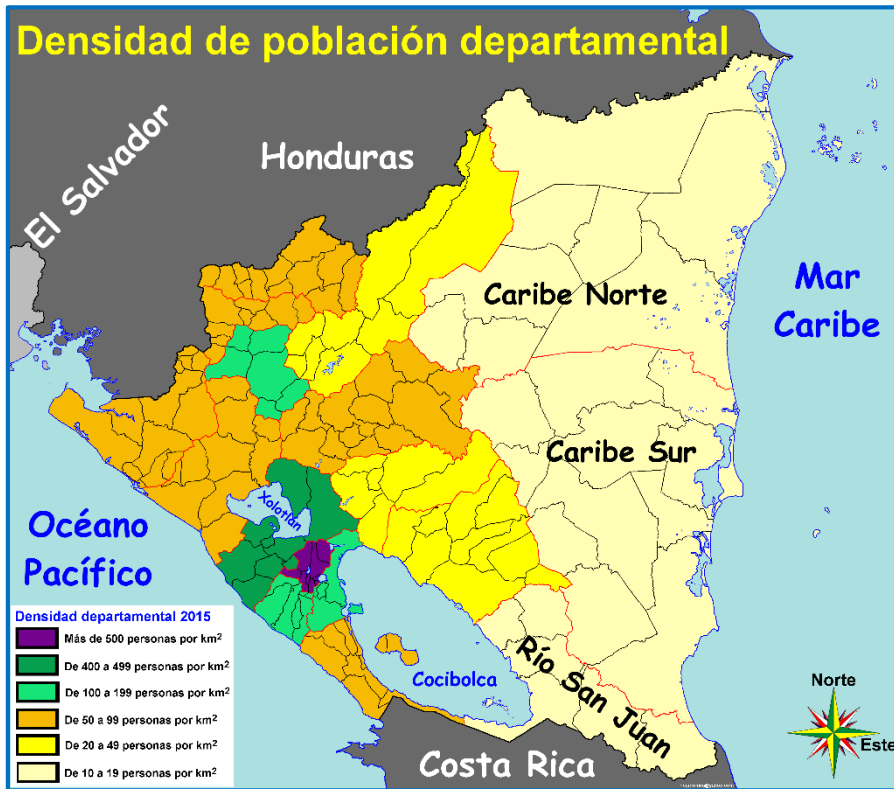 Densidad de población departamental
El Salvador
Honduras
Caribe Norte
Mar
Caribe
Caribe Sur
Xolotlán
Océano
Pacífico
Densidad departamental 2015
Más de 500 personas por km²
De 400 a 499 personas por km²
De 100 a 199 personas por km²
De 50 a 99 personas por km²
De 20 a 49 personas por km²
De 10 a 19 personas por km²
Cocibolca
Río San Juan
Costa Rica
Norte
Este